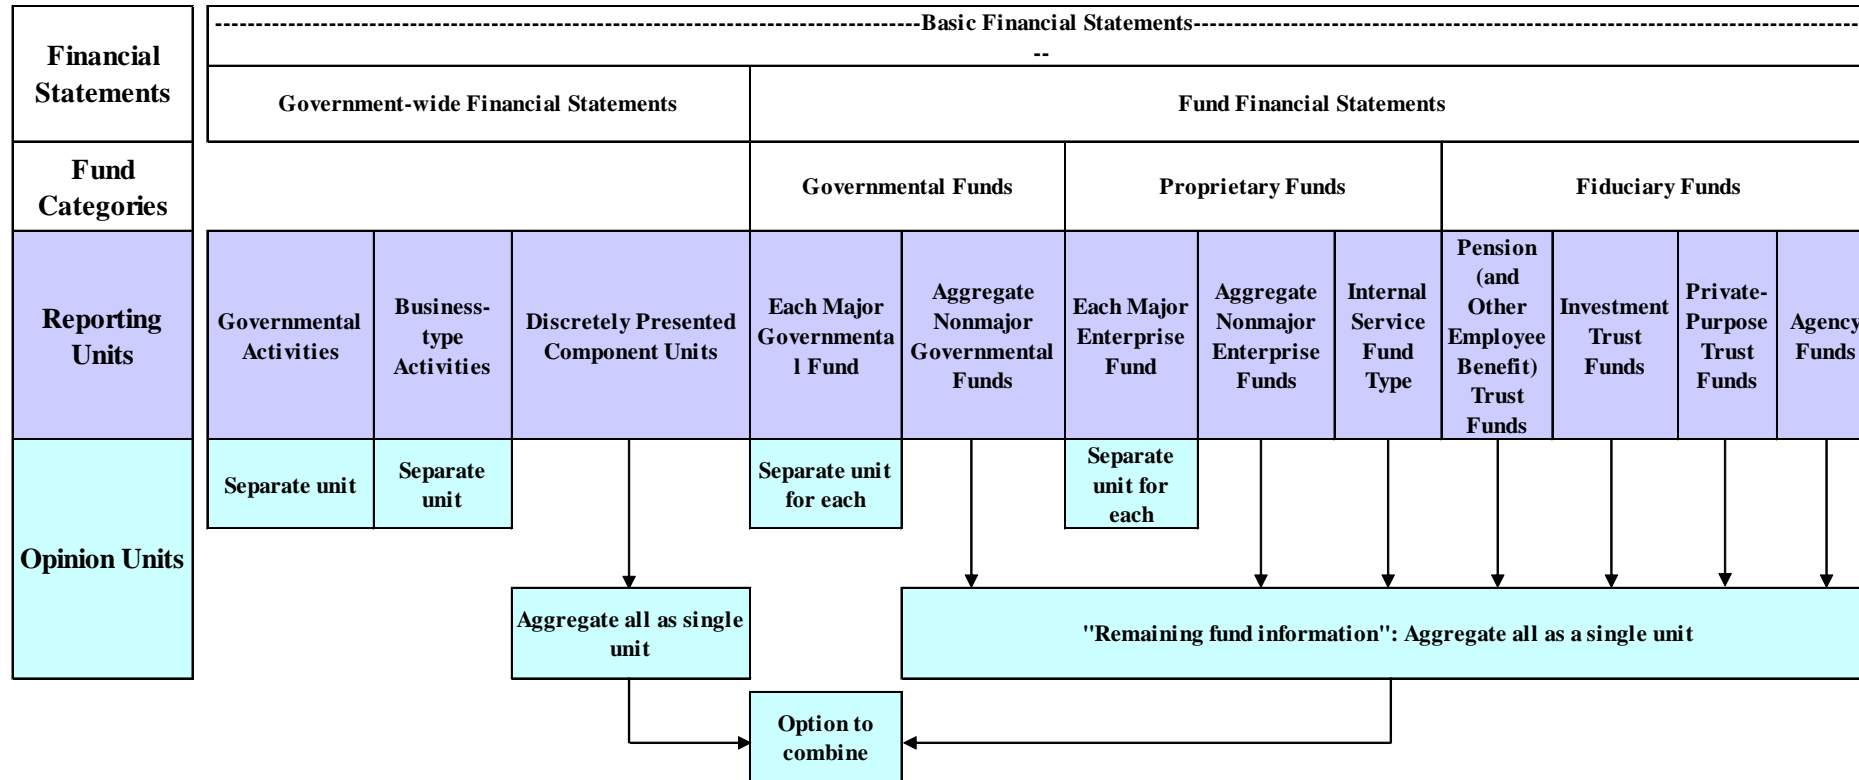 Financial
Statements
--------------------------------------------------------------------------------------Basic Financial Statements----------------------------------------------------------------------------------
--
Government-wide Financial Statements
Fund Financial Statements
Fund
Categories
Governmental Funds
Proprietary Funds
Fiduciary Funds
Reporting
Units
Governmental
Activities
Business-
type
Activities
Discretely Presented
Component Units
Each Major
Governmenta
l Fund
Aggregate
Nonmajor
Governmental
Funds
Each Major
Enterprise
Fund
Aggregate
Nonmajor
Enterprise
Funds
Internal
Service
Fund
Type
Pension
(and
Other
Employee
Benefit)
Trust
Funds
Investment
Trust
Funds
Private-
Purpose
Trust
Funds
Agency
Funds
Opinion Units
Separate unit
Separate
unit
Separate unit
for each
Separate
unit for
each
Aggregate all as single
unit
"Remaining fund information": Aggregate all as a single unit
Option to
combine